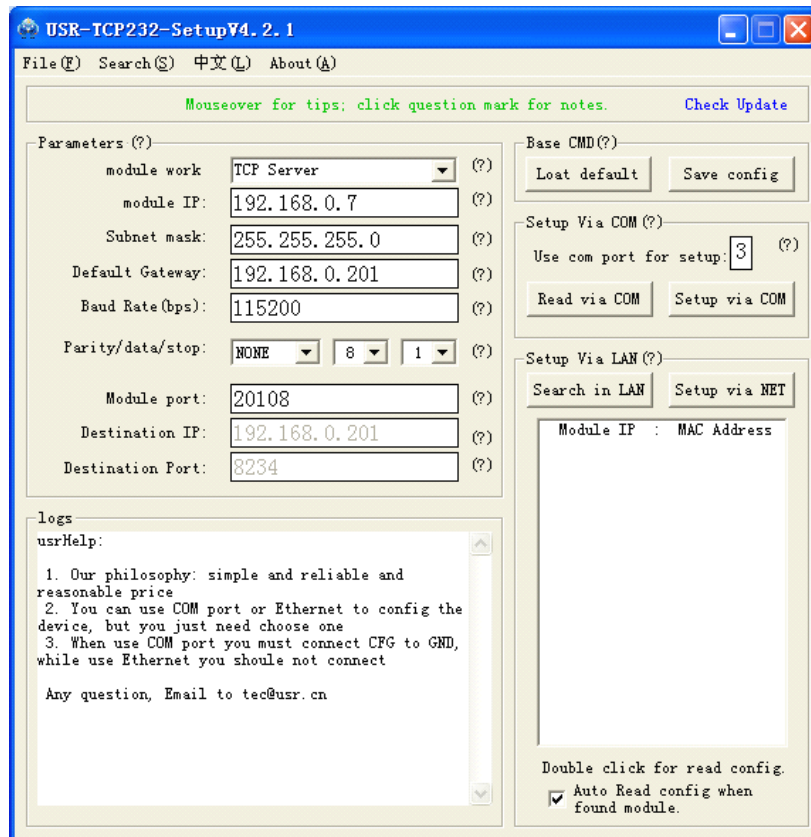 USR-TCP232-SetupV4.2.1
File(F) Search(S) 中文(L) About(A)
Mouseover for tips; click question mark for notes. Check Update
Parameters (?)
module work TCP Server (?)
module IP: 192.168.0.7 (?)
Subnet mask: 255.255.255.0 (?)
Default Gateway: 192.168.0.201 (?)
Baud Rate(bps): 115200 (?)
Parity/data/stop: NONE 8 1 (?)
Module port: 20108 (?)
Destination IP: 192.168.0.201 (?)
Destination Port: 8234 (?)
Base CMD(?)
Loat default Save config
Setup Via COM(?)
Use com port for setup: 3 (?)
Read via COM Setup via COM
Setup Via LAN(?)
Search in LAN Setup via NET
Module IP : MAC Address
Double click for read config.
Auto Read config when
found module.
logs
usrHelp:
1. Our philosophy: simple and reliable and
reasonable price
2. You can use COM port or Ethernet to config the
device, but you just need choose one
3. When use COM port you must connect CFG to GND,
while use Ethernet you shoule not connect
Any question, Email to tec@usr.cn